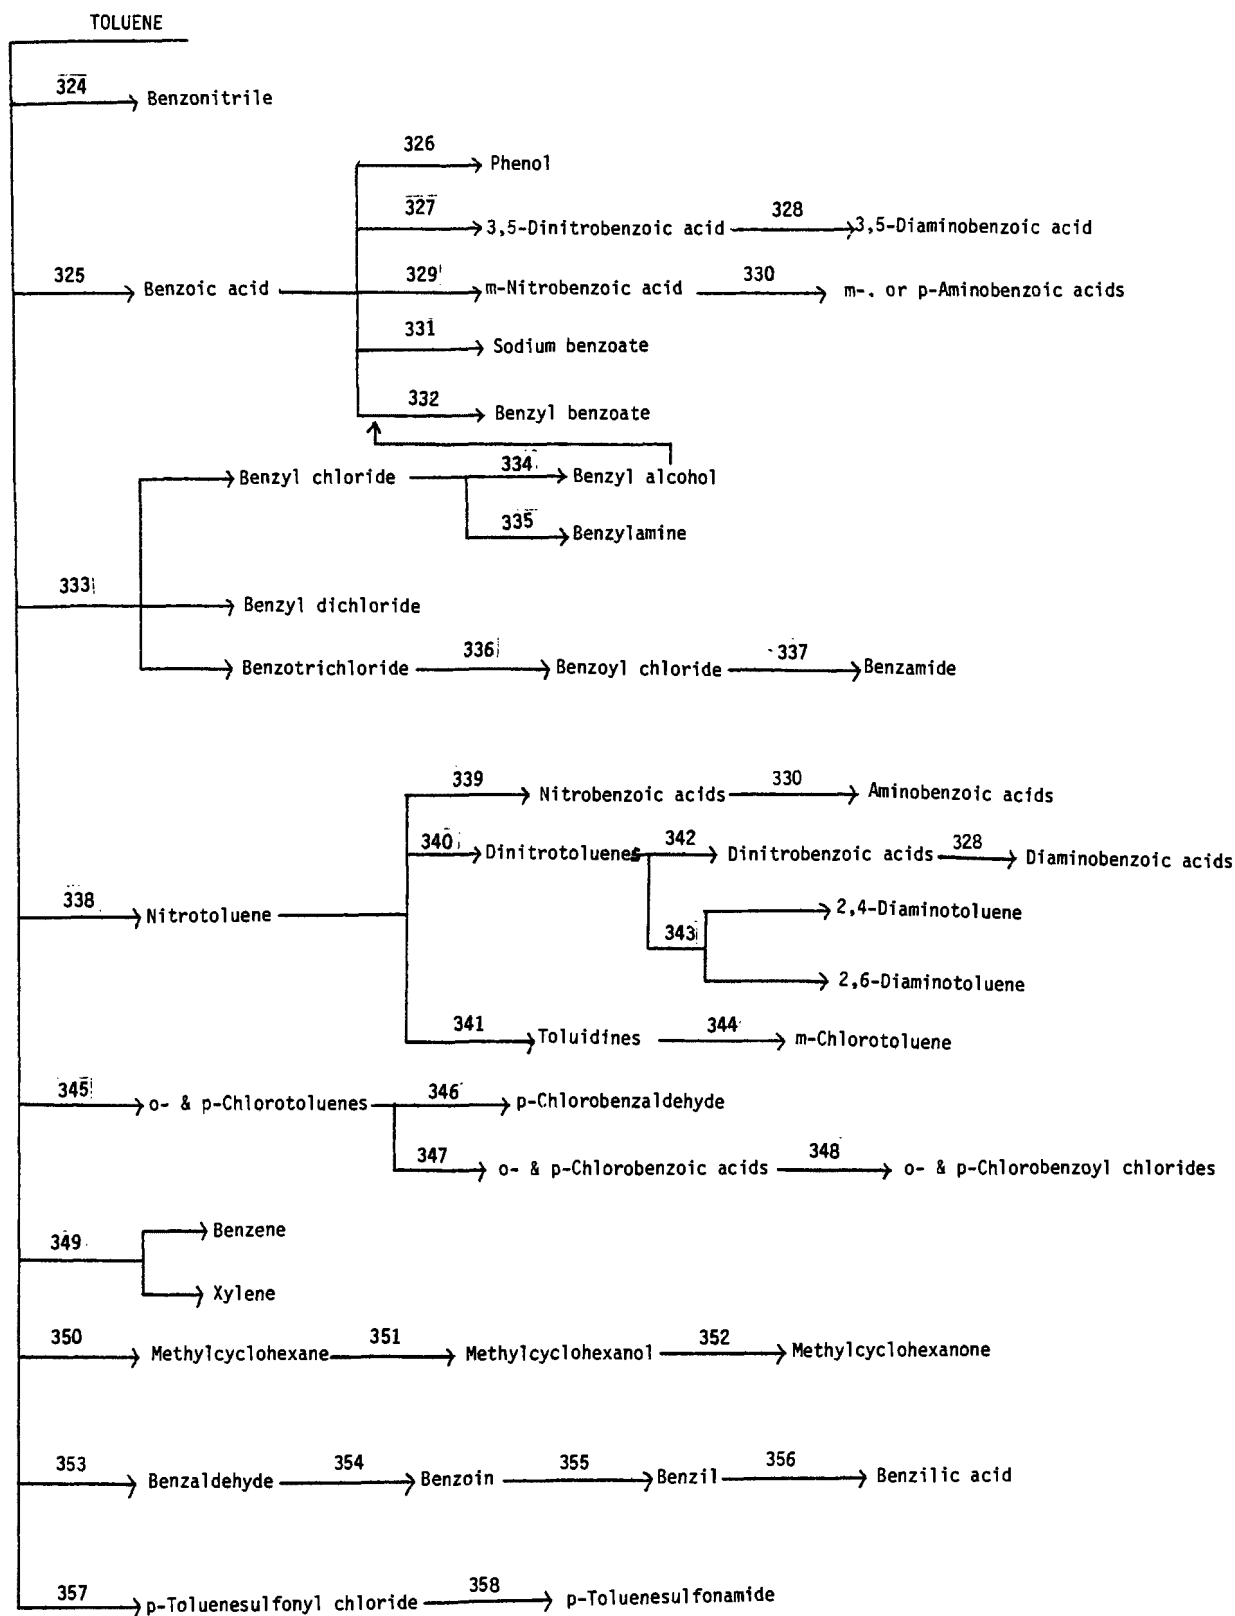 TOLUENE
324
Benzonitrile
326
Phenol
327
3,5-Dinitrobenzoic acid
328
3,5-Diaminobenzoic acid
325
Benzoic acid
329
m-Nitrobenzoic acid
330
m-. or p-Aminobenzoic acids
331
Sodium benzoate
332
Benzyl benzoate
Benzyl chloride
334
Benzyl alcohol
335
Benzylamine
333
Benzyl dichloride
Benzotrichloride
336
Benzoyl chloride
337
Benzamide
339
Nitrobenzoic acids
330
Aminobenzoic acids
340
Dinitrotoluenes
342
Dinitrobenzoic acids
328
Diaminobenzoic acids
338
Nitrotoluene
343
2,4-Diaminotoluene
2,6-Diaminotoluene
341
Toluidines
344
m-Chlorotoluene
345
o- & p-Chlorotoluenes
346
p-Chlorobenzaldehyde
347
o- & p-Chlorobenzoic acids
348
o- & p-Chlorobenzoyl chlorides
349
Benzene
Xylene
350
Methylcyclohexane
351
Methylcyclohexanol
352
Methylcyclohexanone
353
Benzaldehyde
354
Benzoin
355
Benzil
356
Benzilic acid
357
p-Toluenesulfonyl chloride
358
p-Toluenesulfonamide